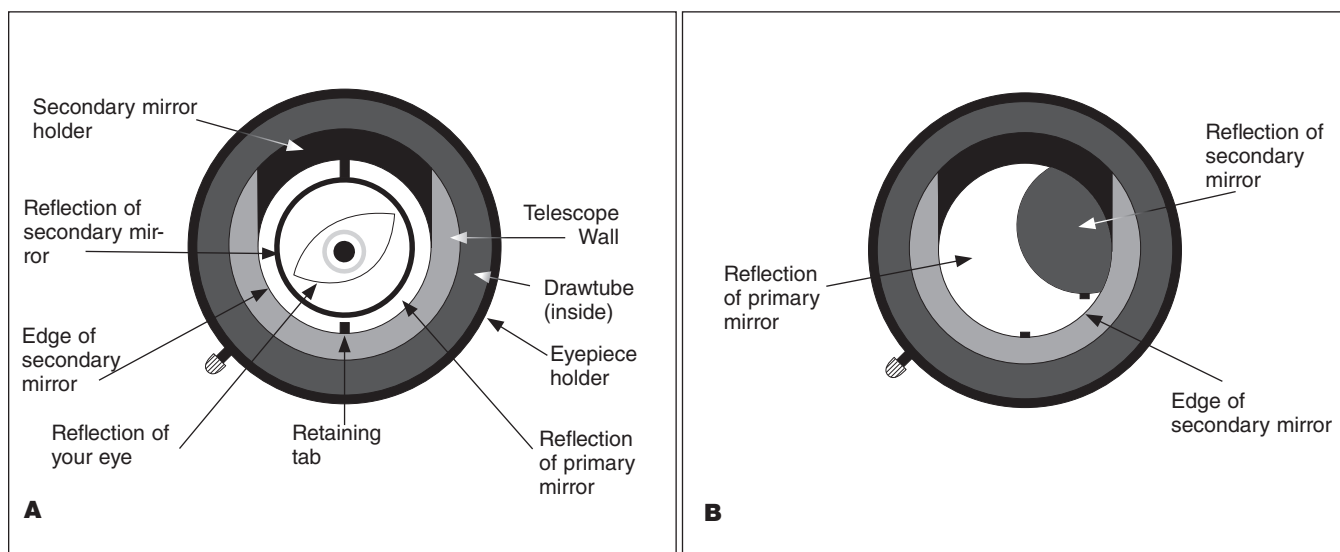 Secondary mirror
holder
Reflection of
secondary mir-
ror
Edge of
secondary
mirror
Reflection of
your eye
Retaining
tab
Reflection
of primary
mirror
Eyepiece
holder
Drawtube
(inside)
Telescope
Wall
A
Reflection of
secondary
mirror
Reflection
of primary
mirror
Edge of
secondary mirror
B